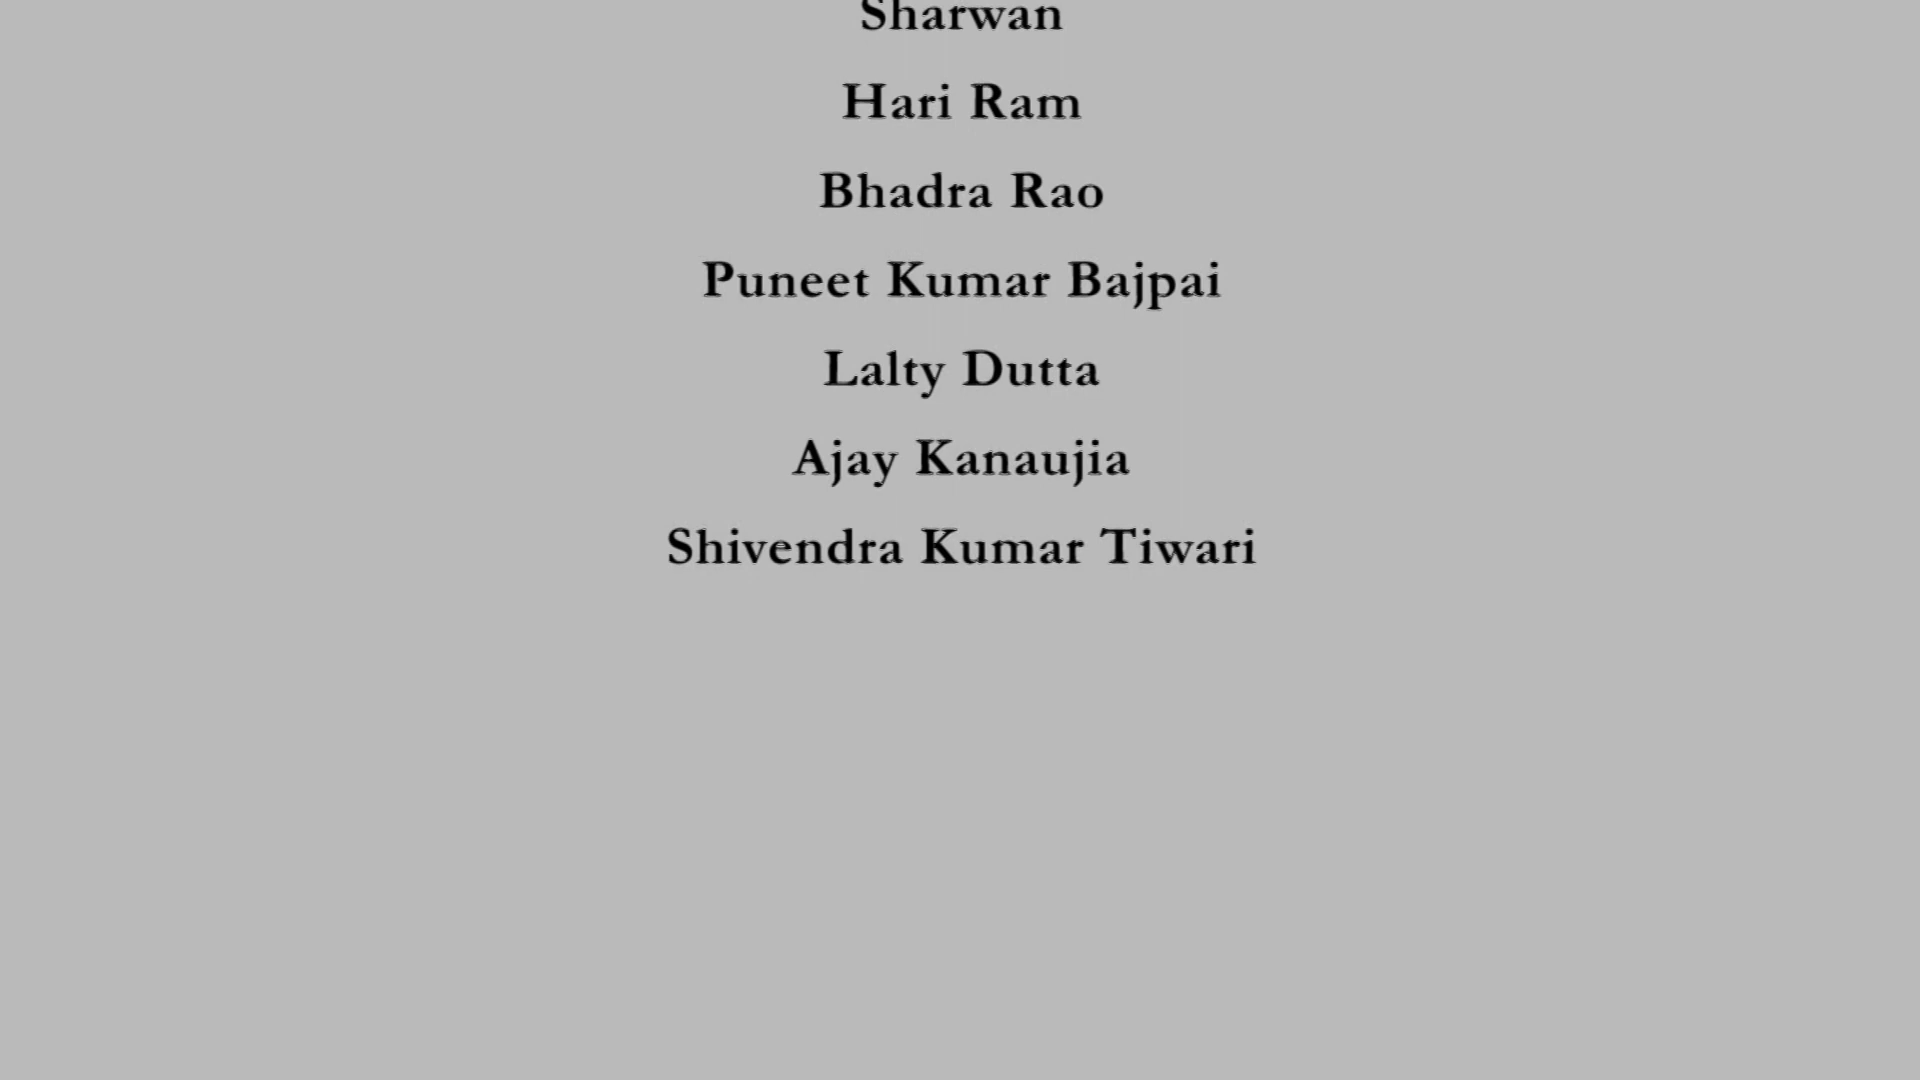 Sharwan
Hari Ram
Bhadra Rao
Puneet Kumar Bajpai
Lalty Dutta
Ajay Kanaujia
Shivendra Kumar Tiwari